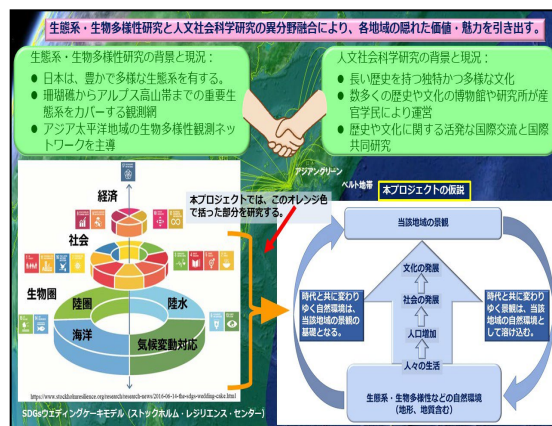 生態系・生物多様性研究と人文社会科学研究の異分野融合により、各地域の隠れた価値・魅力を引き出す。
生態系・生物多様性研究の背景と現況：
● 日本は、豊かで多様な生態系を有する。
● 珊瑚礁からアルプス高山帯までの重要生
態系をカバーする観測網
● アジア太平洋地域の生物多様性観測ネッ
トワークを主導
人文社会科学研究の背景と現況：
● 長い歴史を持つ独特かつ多様な文化
● 数多くの歴史や文化の博物館や研究所が産
官学民により運営
● 歴史や文化に関する活発な国際交流と国際
共同研究
アジアングリーン
ベルト地帯
本プロジェクトの仮説
本プロジェクトでは、このオレンジ色
で括った部分を研究する。
経済
社会
生物圏
陸圏
陸水
海洋
気候変動対応
https://www.stockholmresilience.org/research/research-news/2016-06-14-the-sdgs-wedding-cake.html
SDGsウエディングケーキモデル（ストックホルム・レジリエンス・センター）
当該地域の景観
文化の発展
社会の発展
人口増加
人々の生活
時代と共に変わり
ゆく自然環境は、
当該地域の景観の
基礎となる。
時代と共に変わり
ゆく景観は、当該
地域の自然環境と
して溶け込む。
生態系・生物多様性などの自然環境
（地形、地質含む）